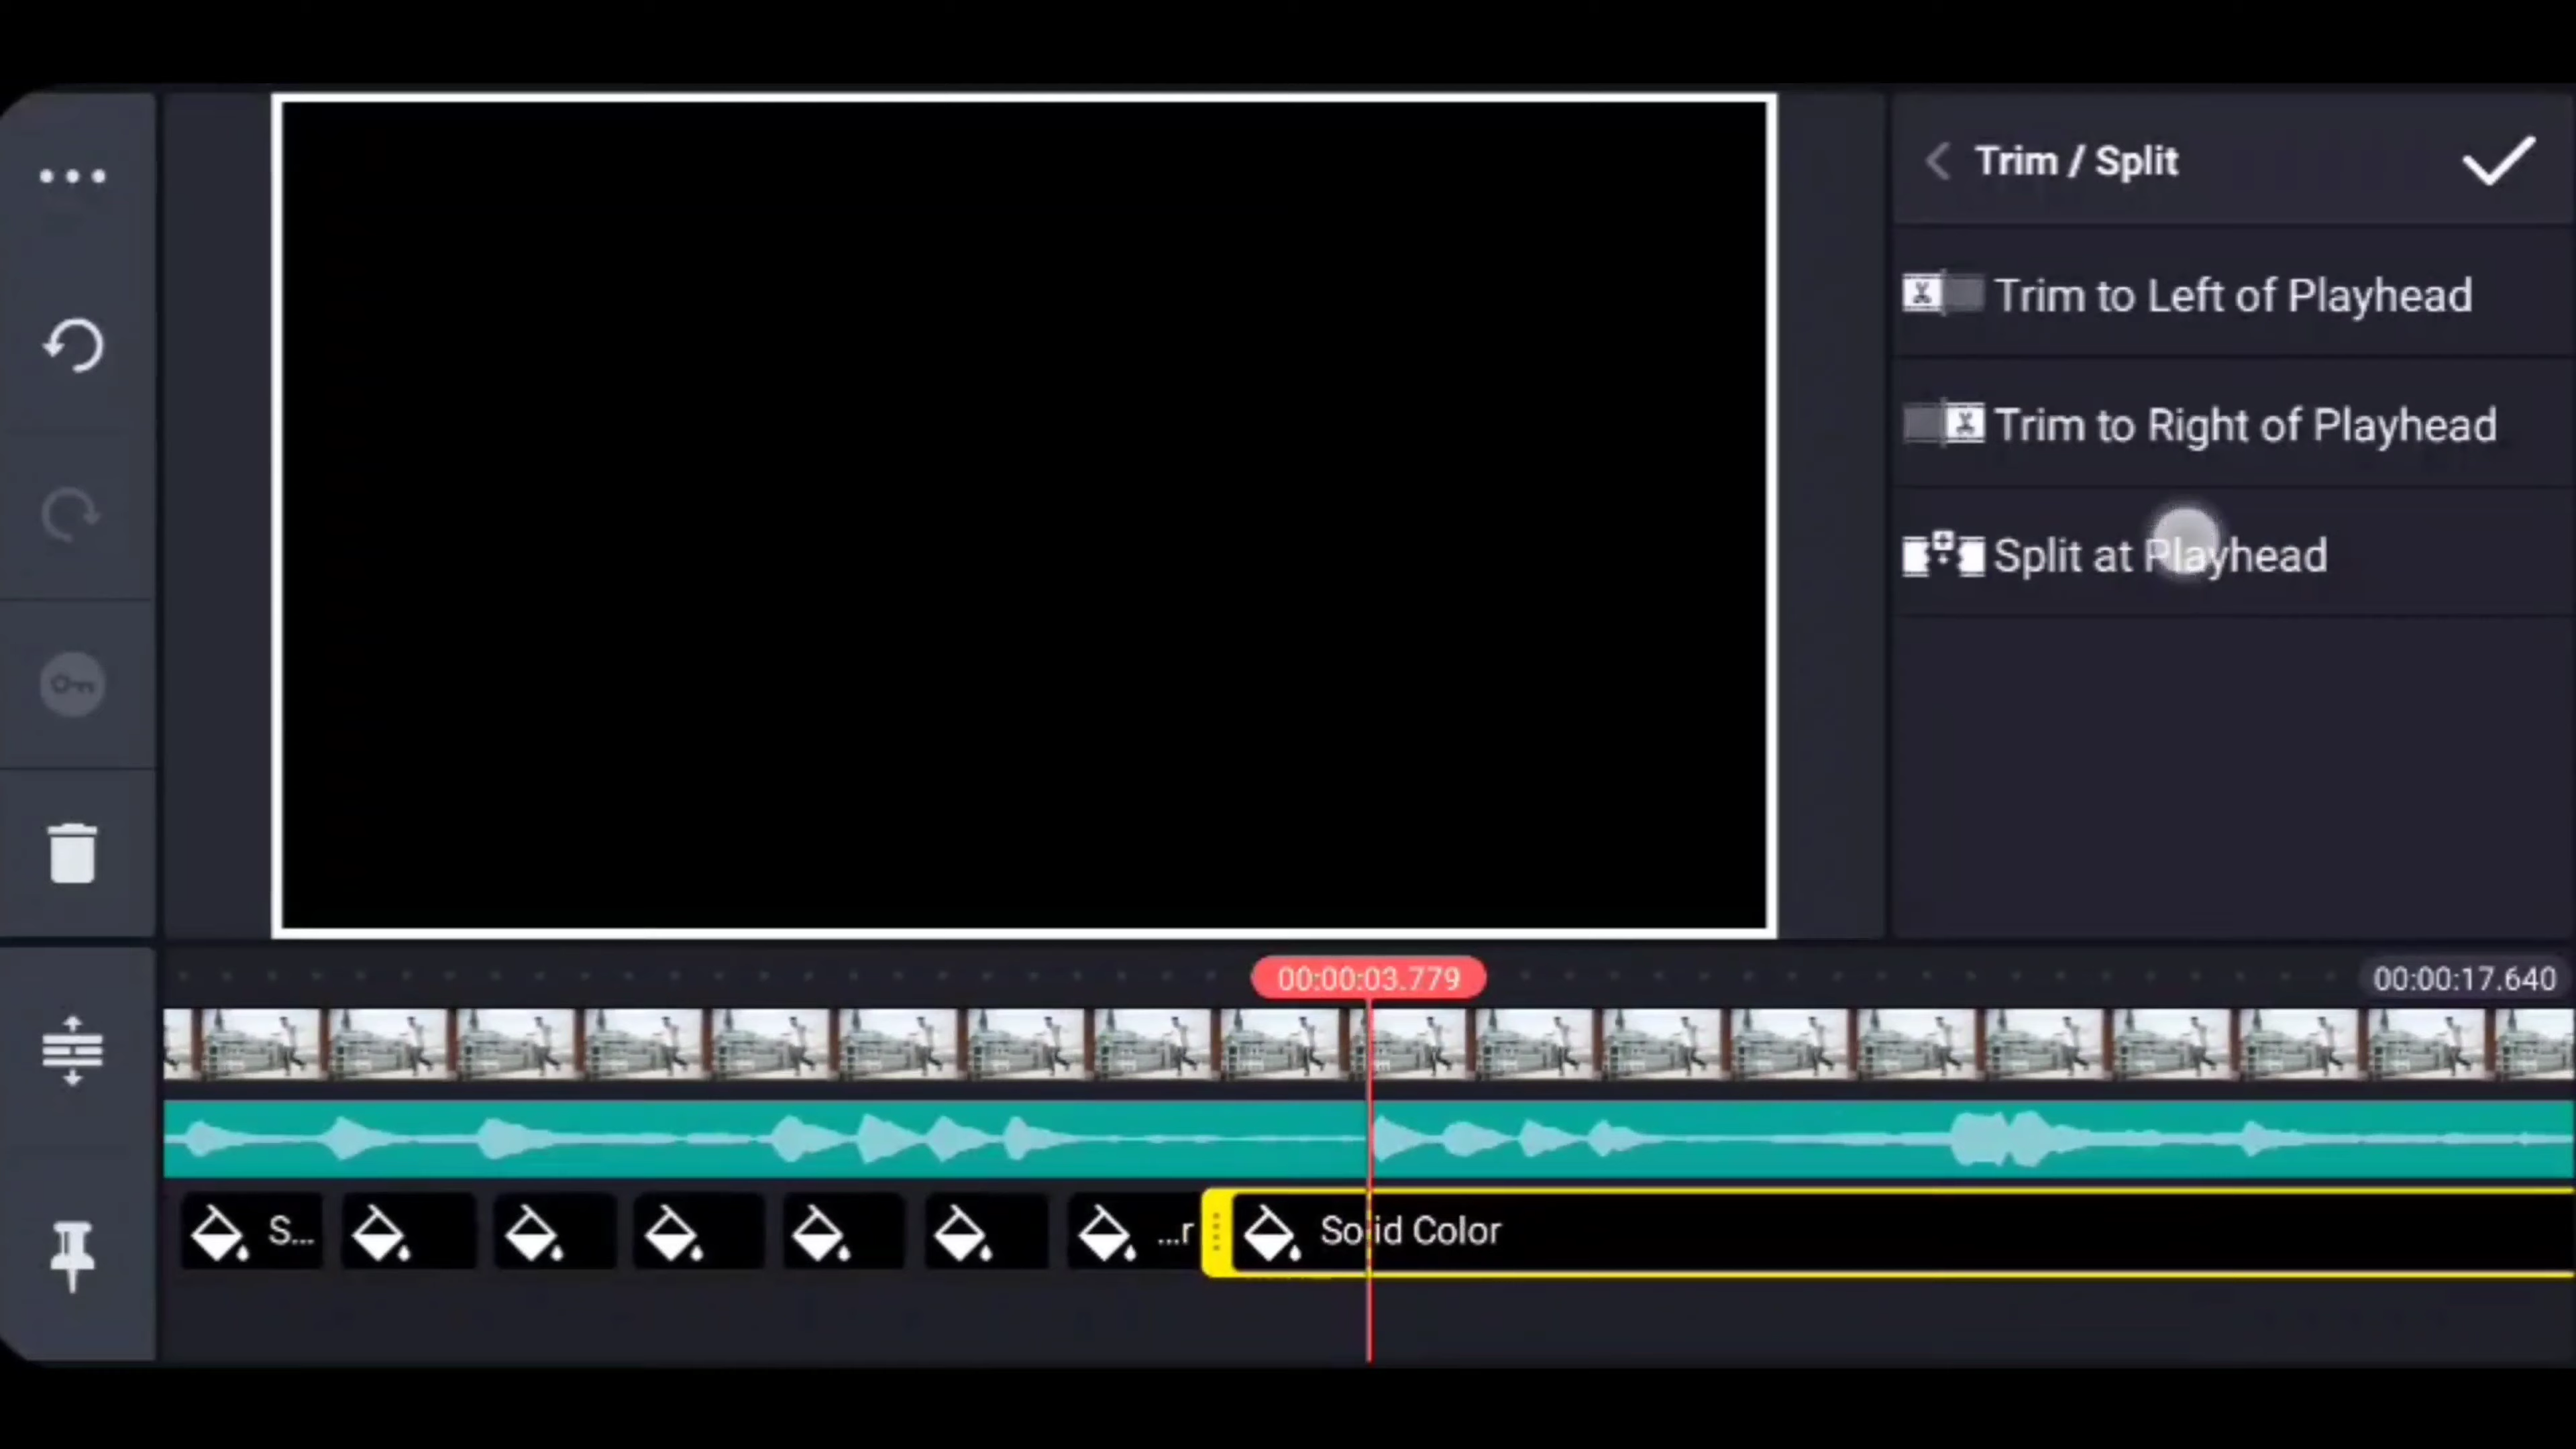 Trim / Split
Trim to Left of Playhead
Trim to Right of Playhead
Split at Playhead
00:00:03.779
00:00:17.640
S...
...r
Solid Color